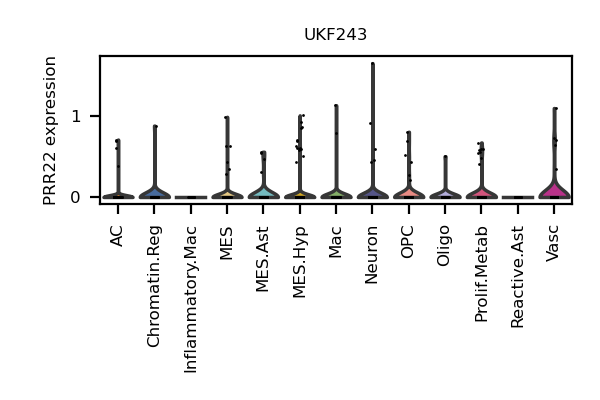 UKF243
PRR22 expression
1
0
AC
Chromatin.Reg
Inflammatory.Mac
MES
MES.Ast
MES.Hyp
Mac
Neuron
OPC
Oligo
Prolif.Metab
Reactive.Ast
Vasc